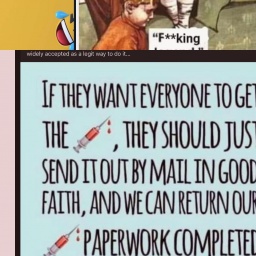 "F**king
widely accepted as a legit way to do it...
IF THEY WANT EVERYONE TO GET
THE 💉, THEY SHOULD JUST
SEND IT OUT BY MAIL IN GOOD
FAITH, AND WE CAN RETURN OUR
💉 PAPERWORK COMPLETED